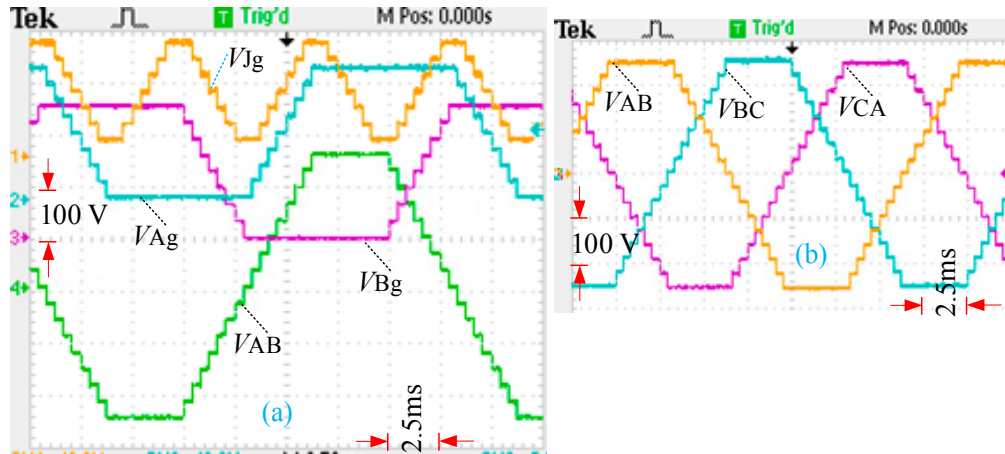 Tek
T Trig'd
M Pos: 0.000s
VJg
1
2
100 V
VAg
3
VBg
4
VAB
(a)
2.5ms
Tek
T Trig'd
M Pos: 0.000s
VAB
VBC
VCA
3
100 V
(b)
2.5ms